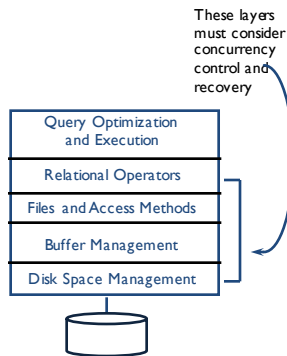 These layers
must consider
concurrency
control and
recovery
Query Optimization
and Execution
Relational Operators
Files and Access Methods
Buffer Management
Disk Space Management